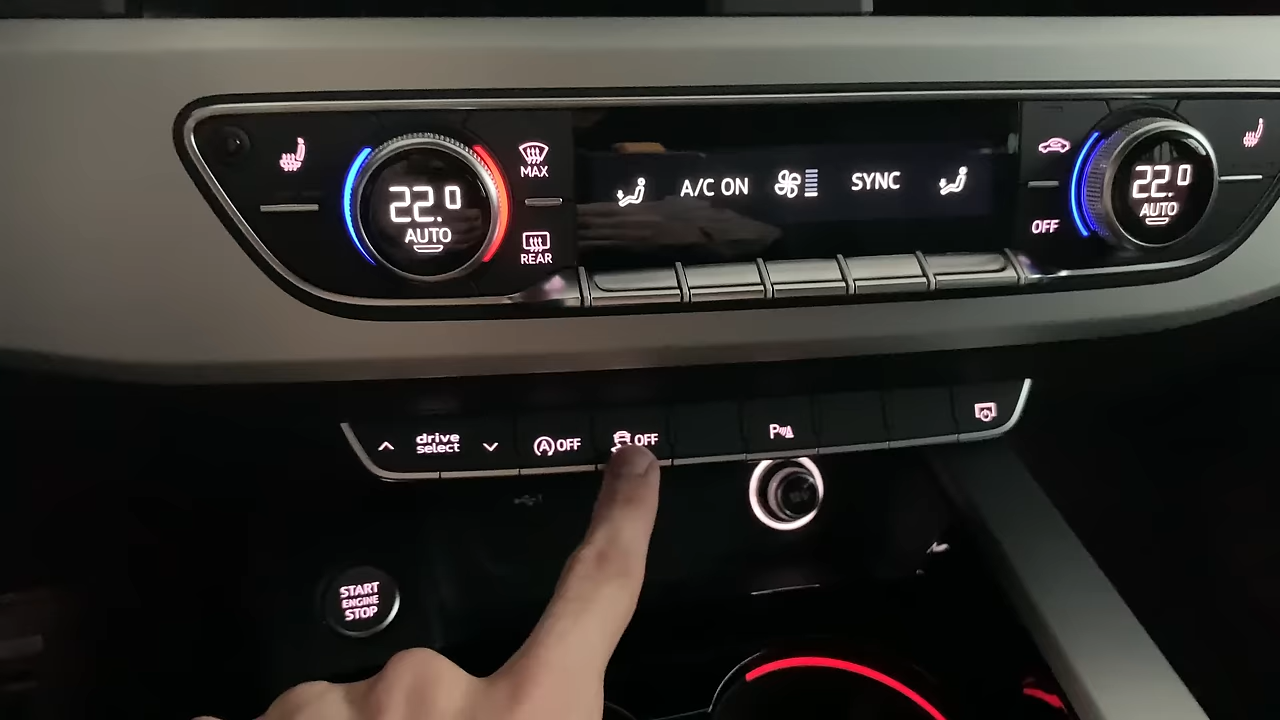 22.0
AUTO
MAX
REAR
A/C ON
SYNC
OFF
22.0
AUTO
drive
select
A OFF
OFF
P
START
ENGINE
STOP